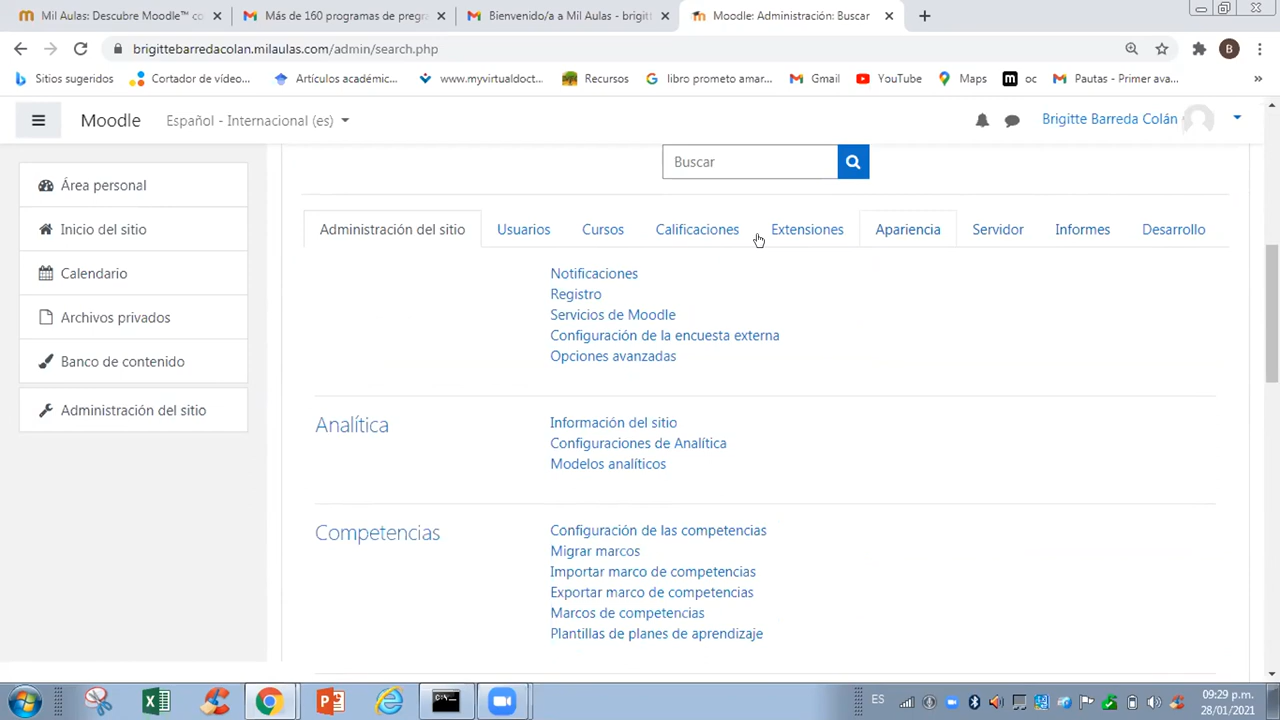 Mil Aulas: Descubre Moodle™ co
Más de 160 programas de pregr
Bienvenido/a a Mil Aulas - brigitt
Moodle: Administración: Buscar
brigittebarredacolan.milaulas.com/admin/search.php
B
Sitios sugeridos
Cortador de vídeo...
Artículos académic...
www.myvirtualdoct...
Recursos
libro prometo amar...
Gmail
YouTube
Maps
m
oc
Pautas - Primer ava...
»
Moodle
Español - Internacional (es)
Brigitte Barreda Colán
Buscar
Área personal
Inicio del sitio
Calendario
Archivos privados
Banco de contenido
Administración del sitio
Administración del sitio
Usuarios
Cursos
Calificaciones
Extensiones
Apariencia
Servidor
Informes
Desarrollo
Notificaciones
Registro
Servicios de Moodle
Configuración de la encuesta externa
Opciones avanzadas
Analítica
Información del sitio
Configuraciones de Analítica
Modelos analíticos
Competencias
Configuración de las competencias
Migrar marcos
Importar marco de competencias
Exportar marco de competencias
Marcos de competencias
Plantillas de planes de aprendizaje
ES
09:29 p.m.
28/01/2021